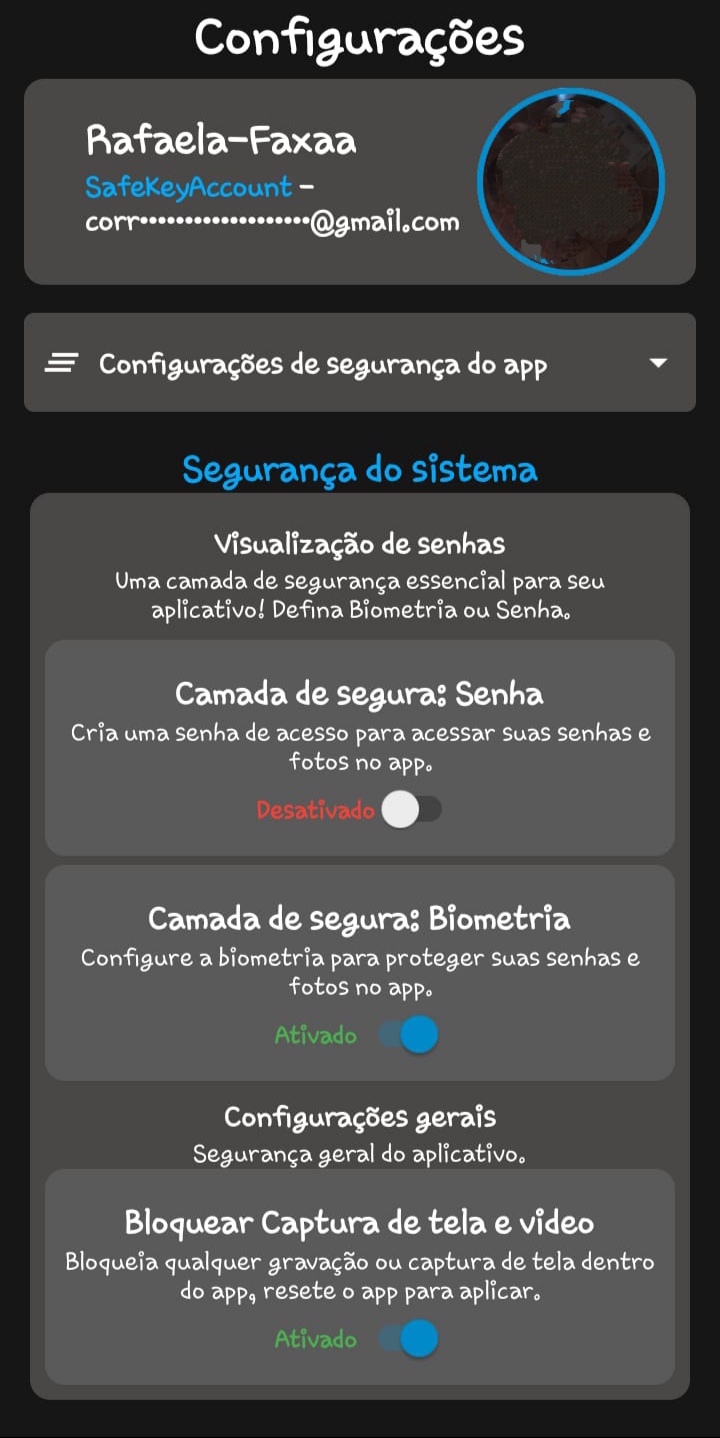 Configurações
Rafaela-Faxaa
SafeKeyAccount -
corr•••••••••••••••••••@gmail.com
Configurações de segurança do app
Segurança do sistema
Visualização de senhas
Uma camada de segurança essencial para seu
aplicativo! Defina Biometria ou Senha.
Camada de segura: Senha
Cria uma senha de acesso para acessar suas senhas e
fotos no app.
Desativado
Camada de segura: Biometria
Configure a biometria para proteger suas senhas e
fotos no app.
Ativado
Configurações gerais
Segurança geral do aplicativo.
Bloquear Captura de tela e video
Bloqueia qualquer gravação ou captura de tela dentro
do app, resete o app para aplicar.
Ativado